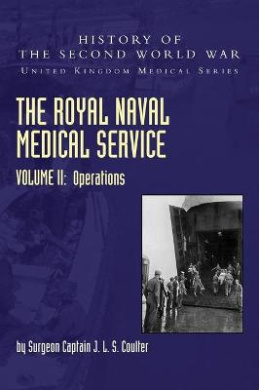 HISTORY OF
THE SECOND WORLD WAR
UNITED KINGDOM MEDICAL SERIES
THE ROYAL NAVAL
MEDICAL SERVICE
VOLUME II: Operations
by Surgeon Captain J. L. S. Coulter